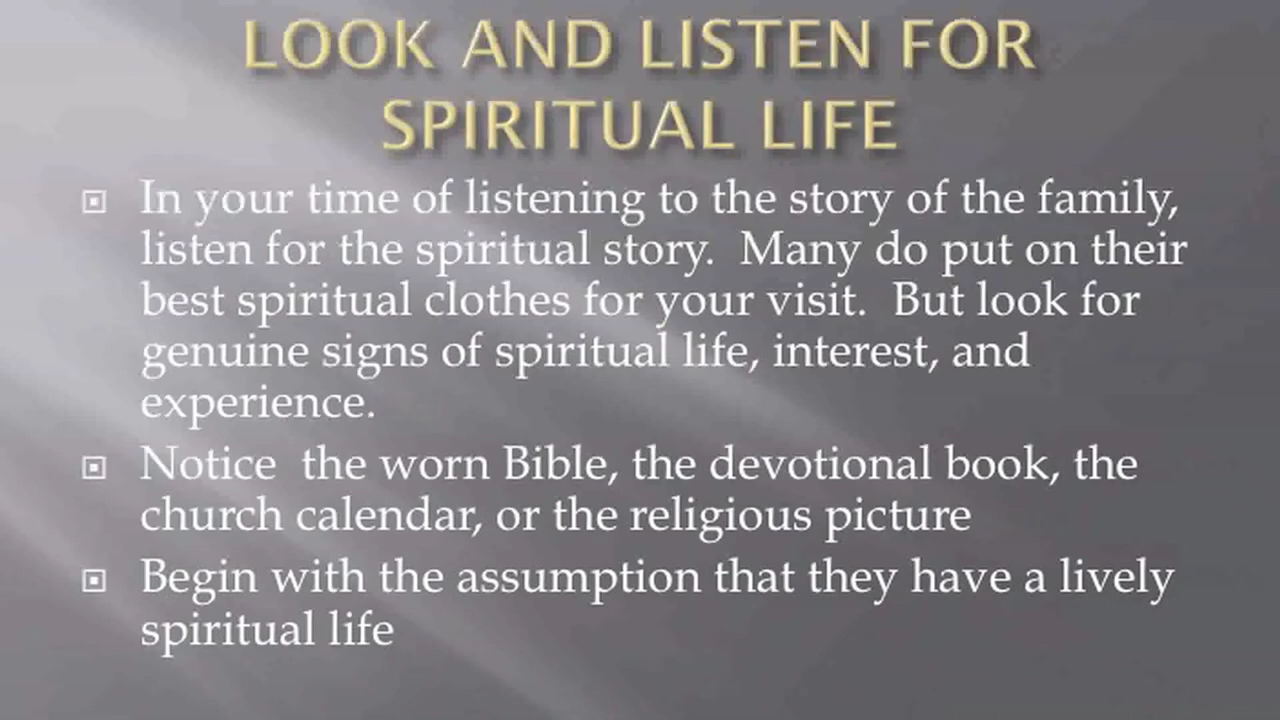 LOOK AND LISTEN FOR
SPIRITUAL LIFE
In your time of listening to the story of the family,
listen for the spiritual story.  Many do put on their
best spiritual clothes for your visit.  But look for
genuine signs of spiritual life, interest, and
experience.
Notice  the worn Bible, the devotional book, the
church calendar, or the religious picture
Begin with the assumption that they have a lively
spiritual life